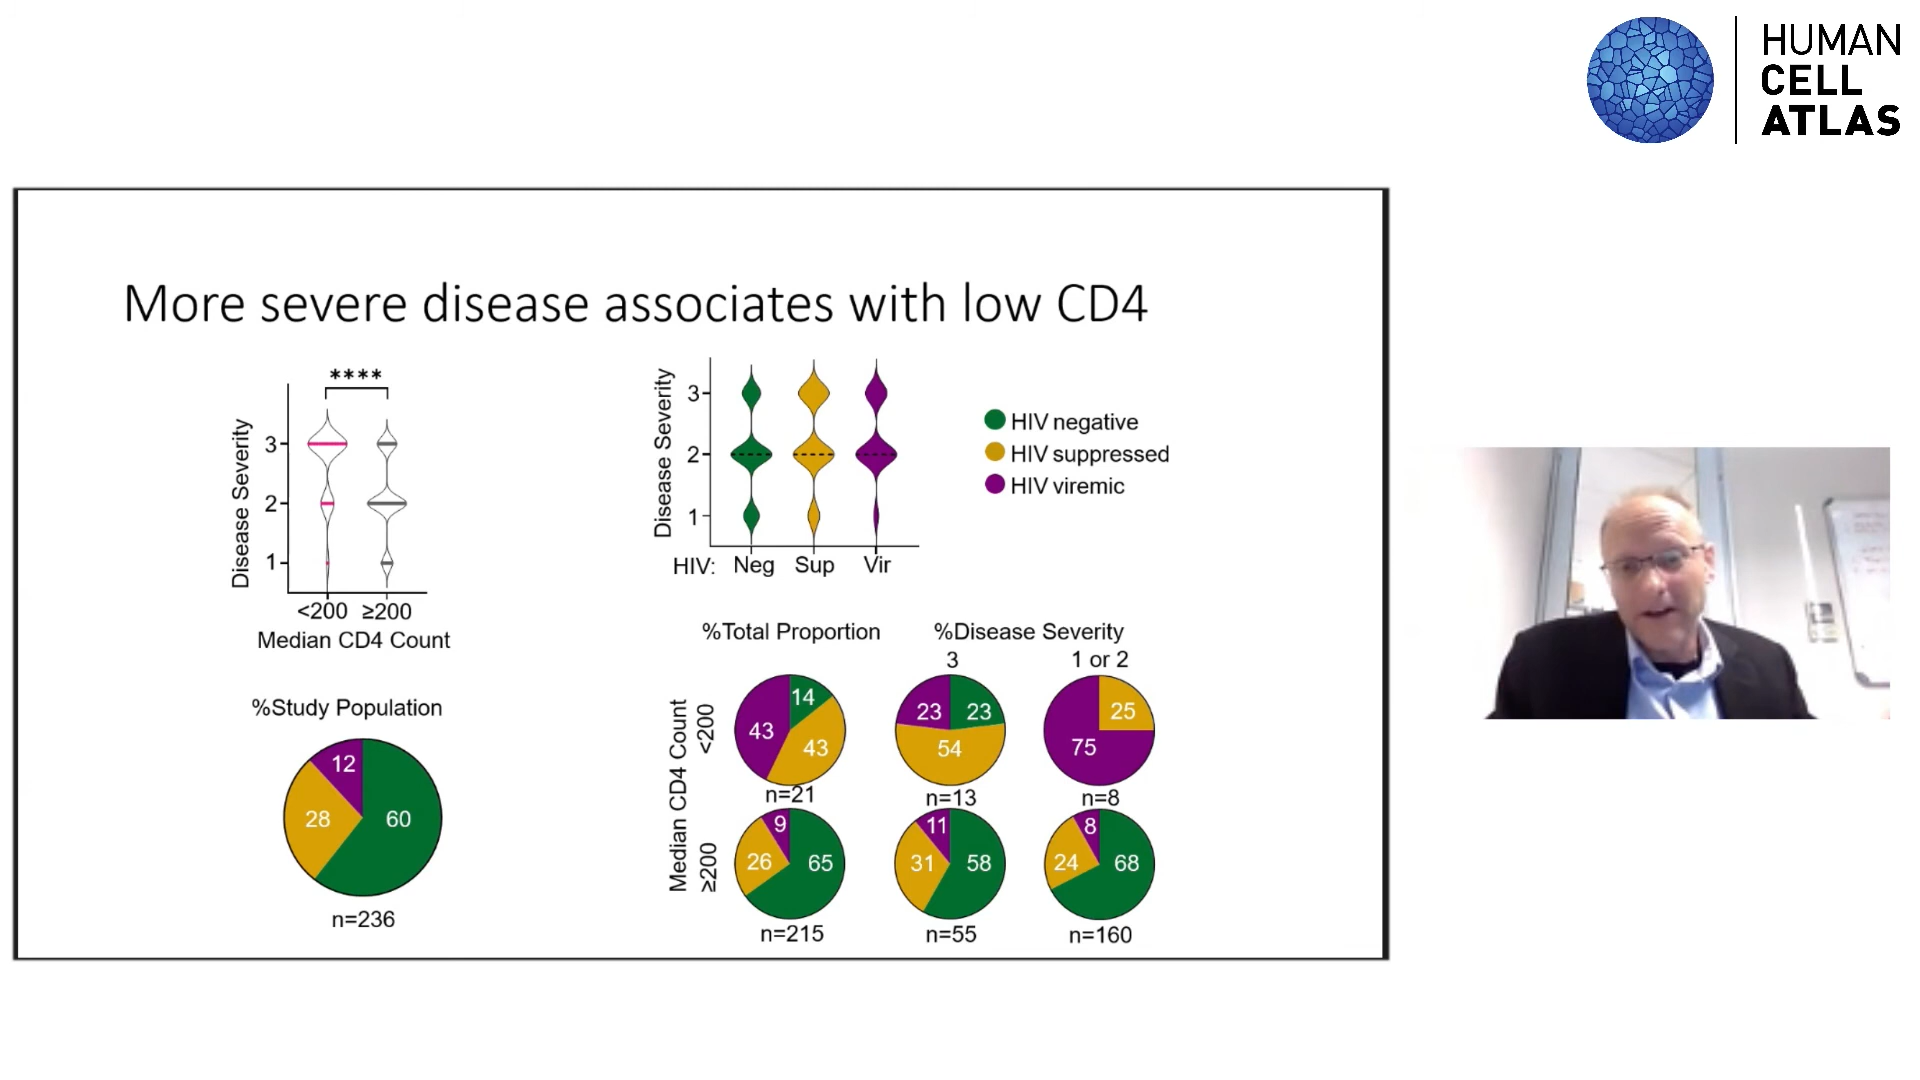 HUMAN
CELL
ATLAS
More severe disease associates with low CD4
****
Disease Severity
3
2
1
<200 ≥200
Median CD4 Count
Disease Severity
3
2
1
HIV: Neg Sup Vir
HIV negative
HIV suppressed
HIV viremic
%Study Population
12
28
60
n=236
%Total Proportion
%Disease Severity
3
1 or 2
Median CD4 Count
<200
≥200
14
43
43
n=21
23
23
54
n=13
25
75
n=8
9
26
65
n=215
11
31
58
n=55
8
24
68
n=160